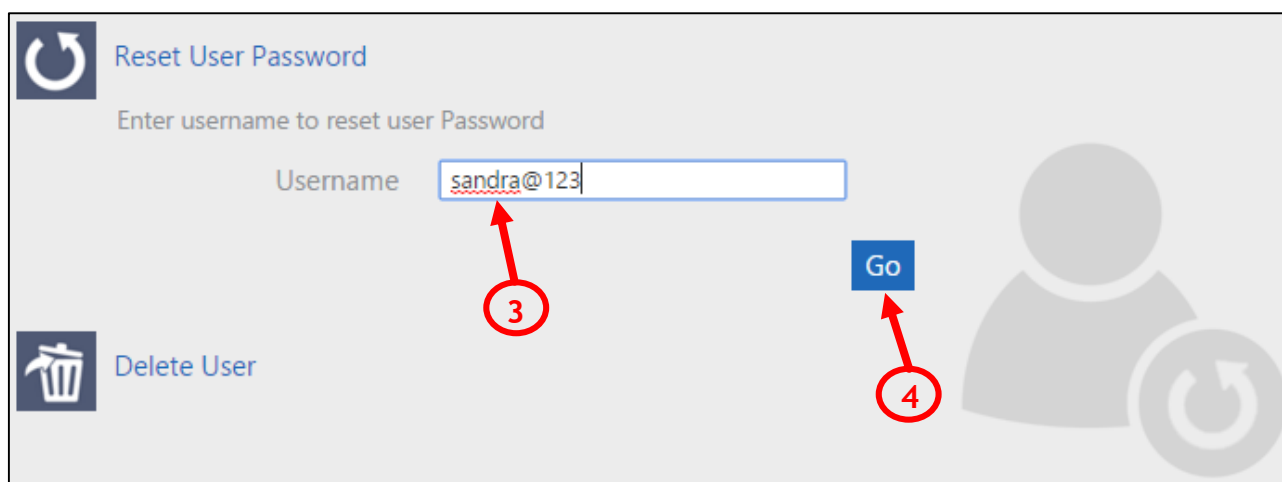 Reset User Password
Enter username to reset user Password
Username sandra@123
Go
3
Delete User
4